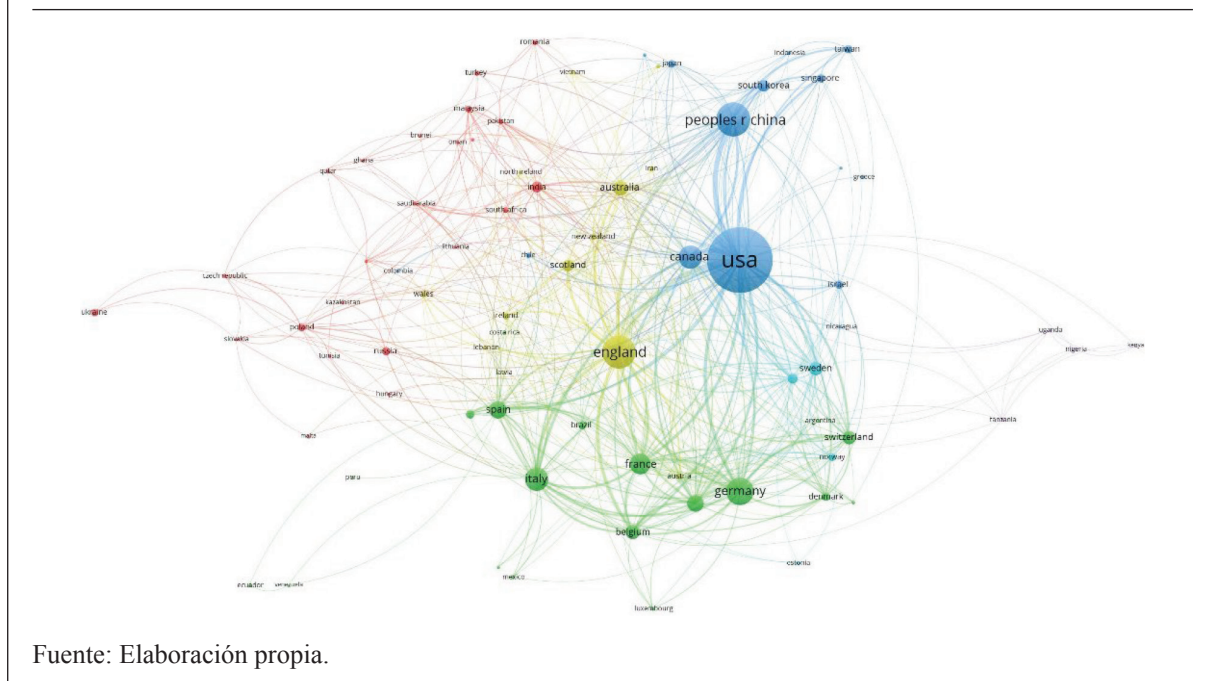 romania
taiwan
indonesia
japan
vietnam
turkey
singapore
south korea
malaysia
peoples r china
pakistan
brunei
oman
ghana
iran
qatar
north ireland
greece
india
australia
saudi arabia
south africa
new zealand
lithuania
chile
canada
usa
scotland
colombia
czech republic
israel
wales
kazakhstan
ukraine
ireland
poland
nicaragua
uganda
costa rica
slovakia
russia
tunisia
lebanon
england
nigeria
kenya
sweden
latvia
hungary
spain
brazil
argentina
tanzania
malta
switzerland
norway
france
peru
italy
austria
germany
denmark
belgium
estonia
mexico
ecuador
venezuela
luxembourg
Fuente: Elaboración propia.